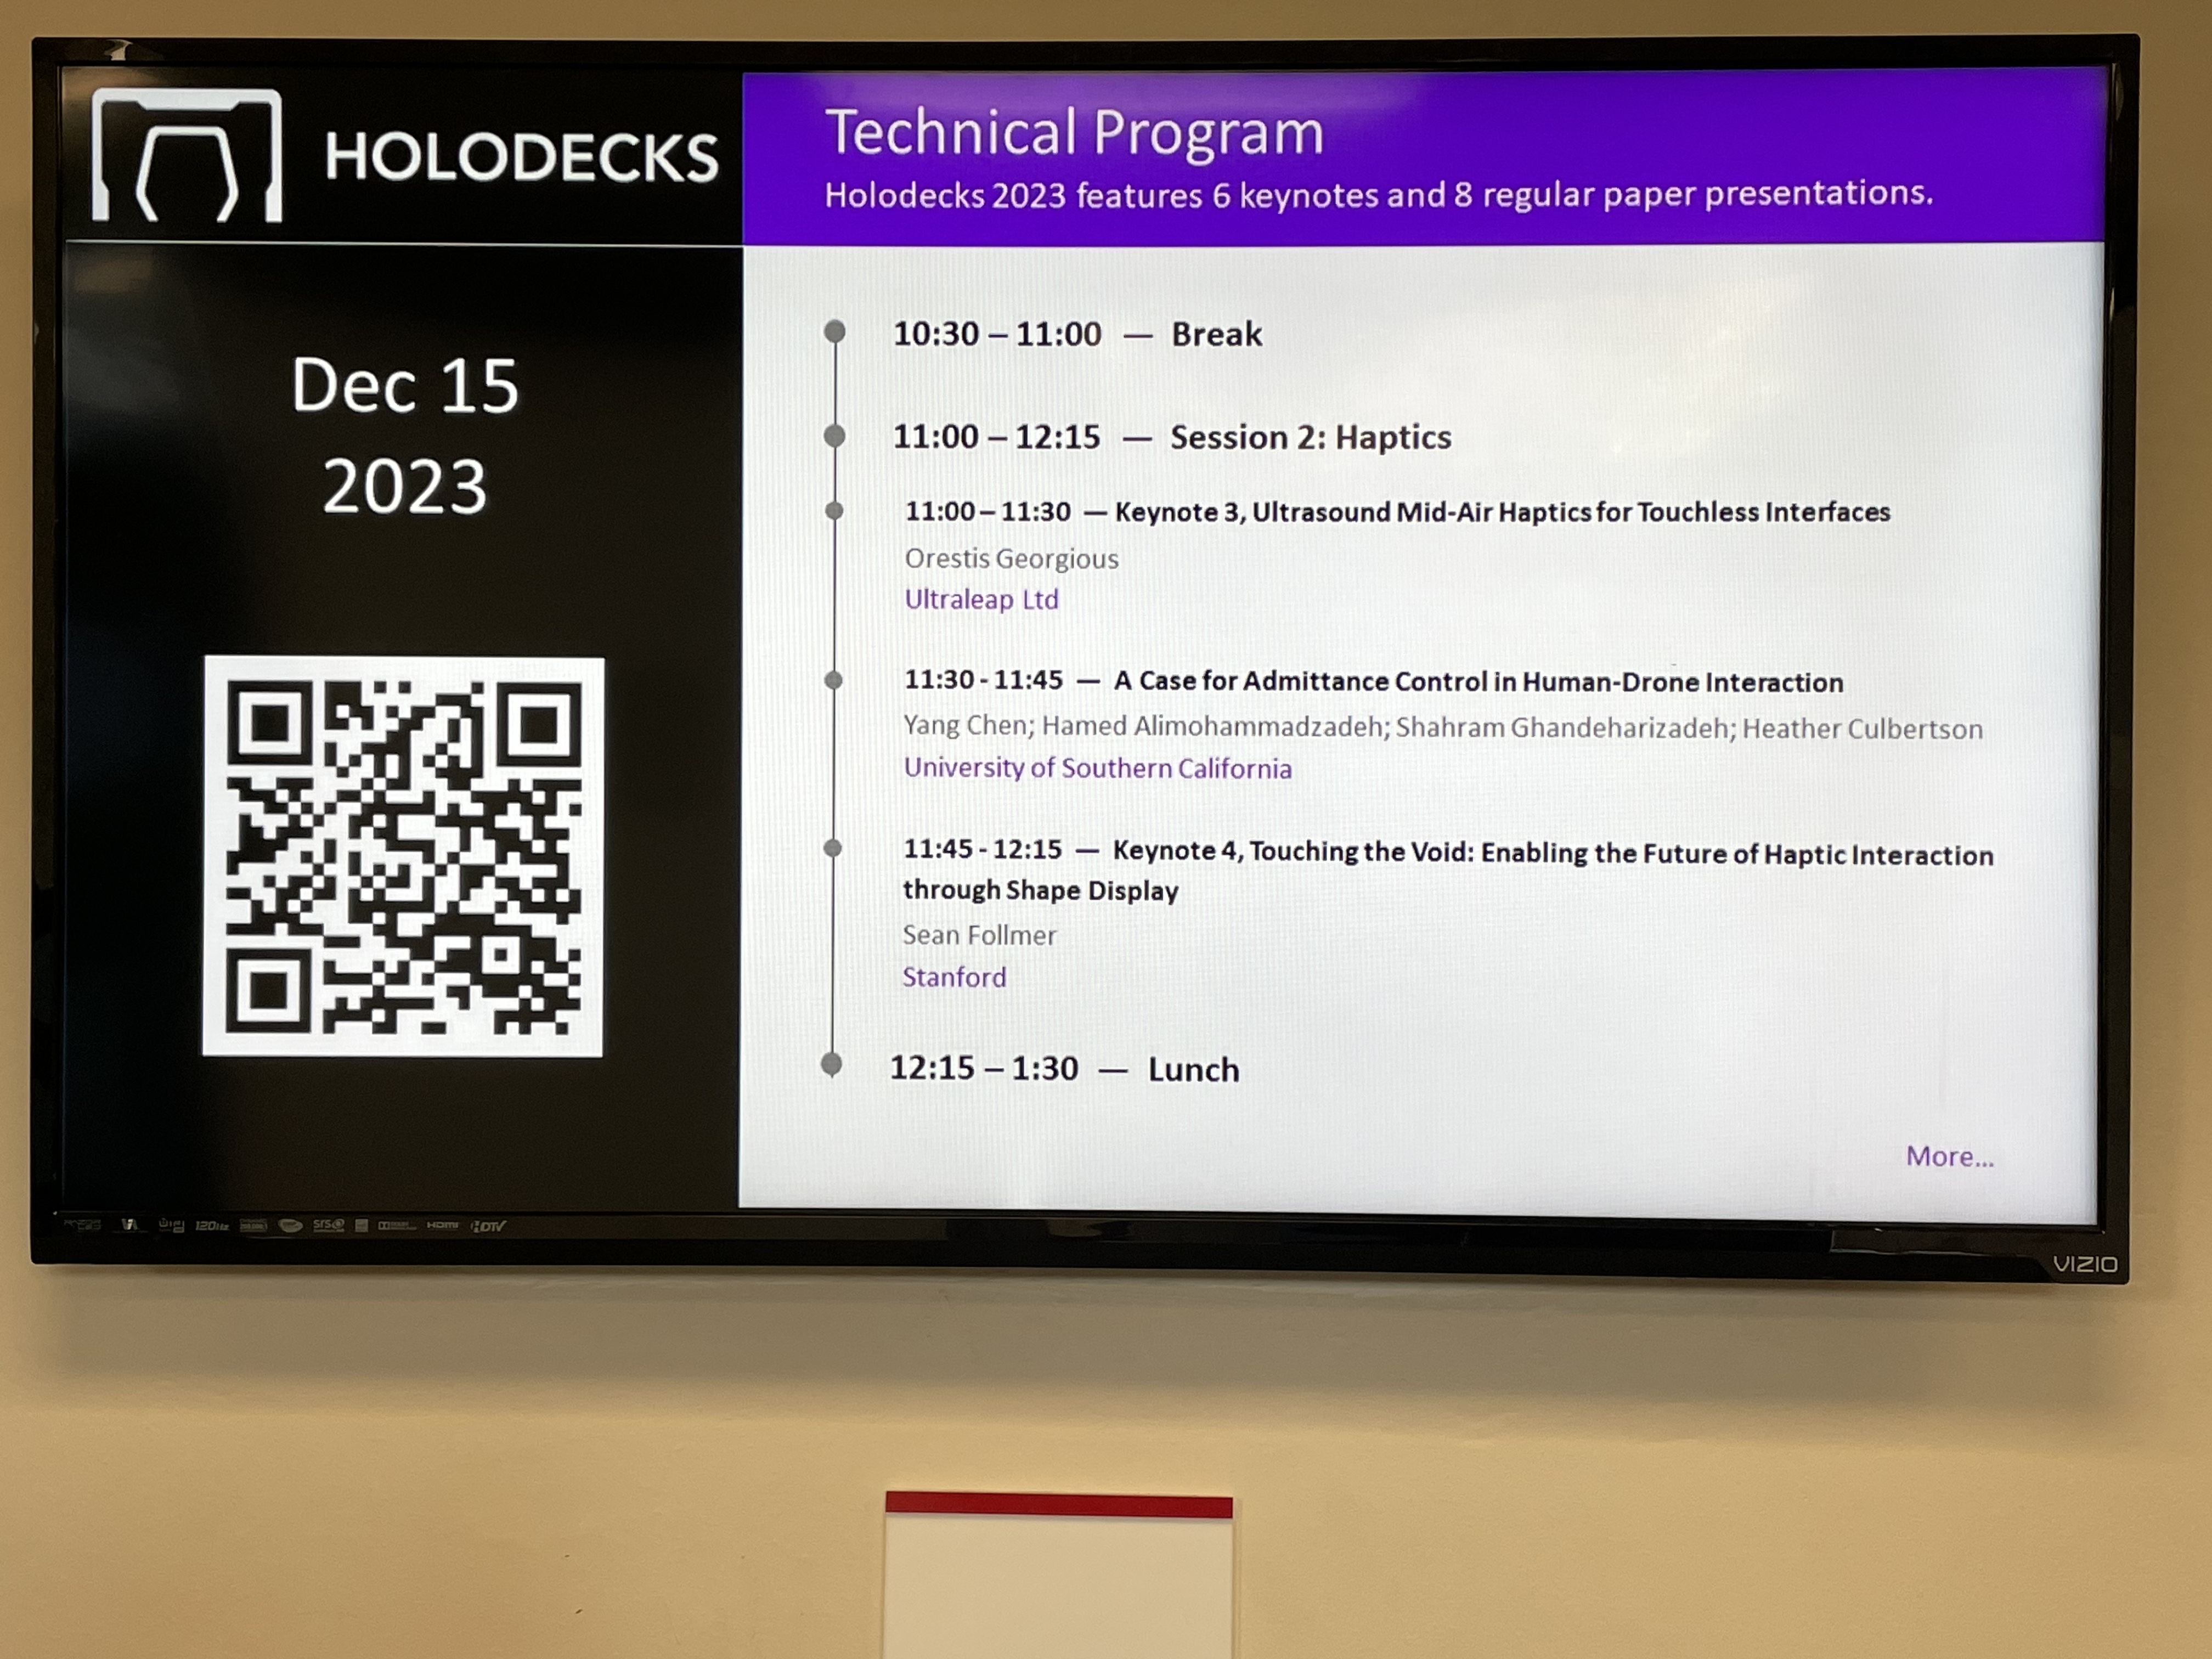 HOLODECKS
Dec 15
2023
Technical Program
Holodecks 2023 features 6 keynotes and 8 regular paper presentations.
10:30 – 11:00 — Break
11:00 – 12:15 — Session 2: Haptics
11:00 – 11:30 — Keynote 3, Ultrasound Mid-Air Haptics for Touchless Interfaces
Orestis Georgious
Ultraleap Ltd
11:30 - 11:45 — A Case for Admittance Control in Human-Drone Interaction
Yang Chen; Hamed Alimohammadzadeh; Shahram Ghandeharizadeh; Heather Culbertson
University of Southern California
11:45 - 12:15 — Keynote 4, Touching the Void: Enabling the Future of Haptic Interaction
through Shape Display
Sean Follmer
Stanford
12:15 – 1:30 — Lunch
More...
120Hz SRS HDMI HDTV
VIZIO